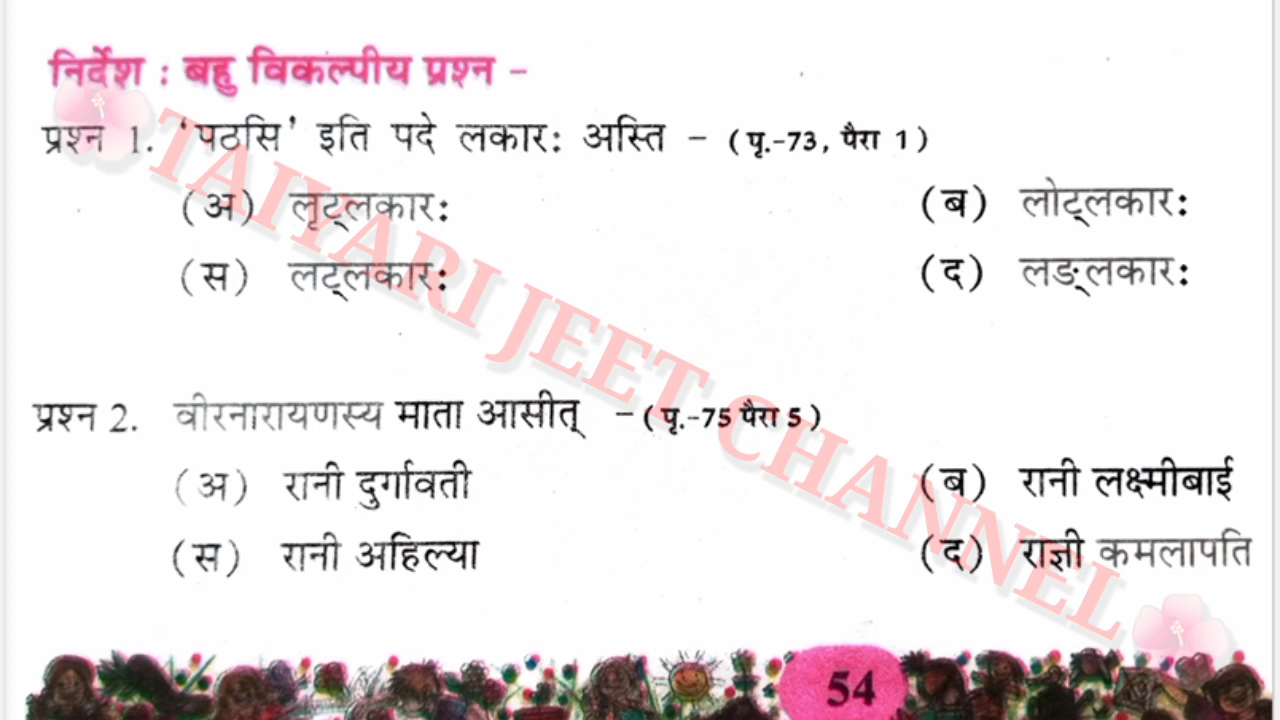 निर्देश : बहु विकल्पीय प्रश्न -
प्रश्न 1. 'पठसि' इति पदे लकारः अस्ति - (पृ.-73, पैरा 1)
(अ) लृट्लकारः (ब) लोट्लकारः
(स) लट्लकारः (द) लङ्लकारः
प्रश्न 2. वीरनारायणस्य माता आसीत् -(पृ.-75 पैरा 5)
(अ) रानी दुर्गावती (ब) रानी लक्ष्मीबाई
(स) रानी अहिल्या (द) राज्ञी कमलापति
TAIYARI JEET CHANNEL
54